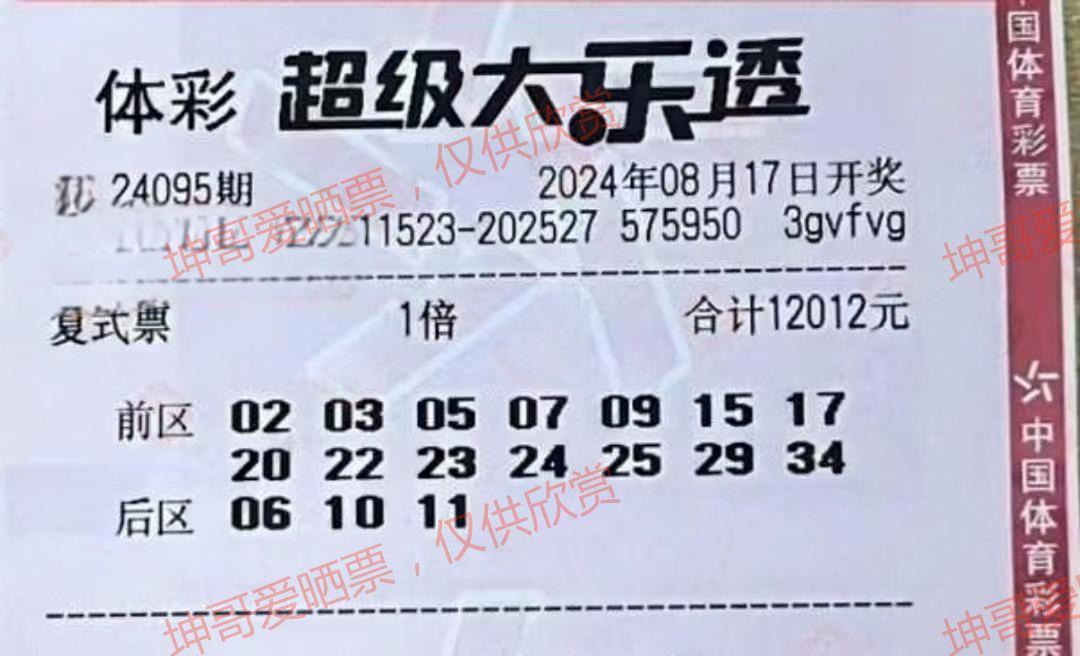 体彩 超级大乐透
第 24095期 2024年08月17日开奖
11523-202527 575950 3gvfvg
复式票 1倍 合计12012元
前区 02 03 05 07 09 15 17
20 22 23 24 25 29 34
后区 06 10 11
国体育彩票
中国体育彩票
坤哥爱晒票，仅供欣赏
坤哥爱晒票，仅供欣赏
坤哥
坤哥爱